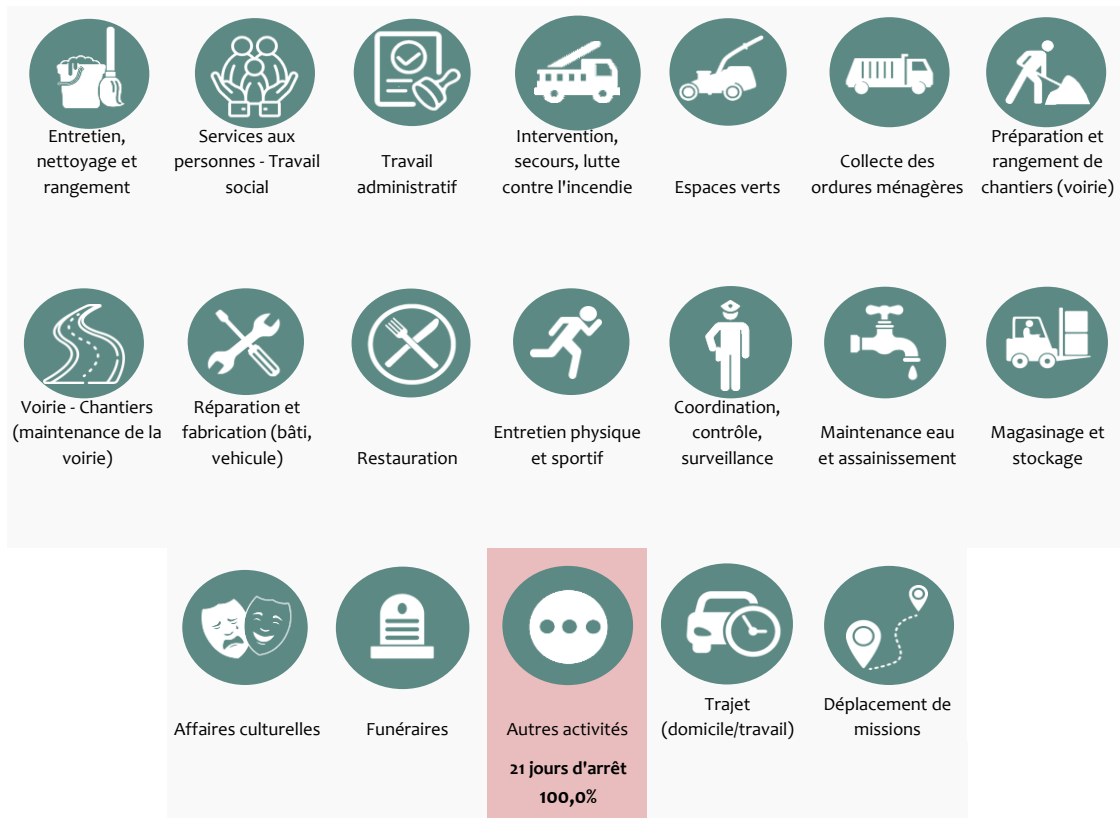 Entretien,
nettoyage et
rangement
Services aux
personnes - Travail
social
Travail
administratif
Intervention,
secours, lutte
contre l'incendie
Espaces verts
Collecte des
ordures ménagères
Préparation et
rangement de
chantiers (voirie)
Voirie - Chantiers
(maintenance de la
voirie)
Réparation et
fabrication (bâti,
vehicule)
Restauration
Entretien physique
et sportif
Coordination,
contrôle,
surveillance
Maintenance eau
et assainissement
Magasinage et
stockage
Affaires culturelles
Funéraires
Autres activités
21 jours d'arrêt
100,0%
Trajet
(domicile/travail)
Déplacement de
missions